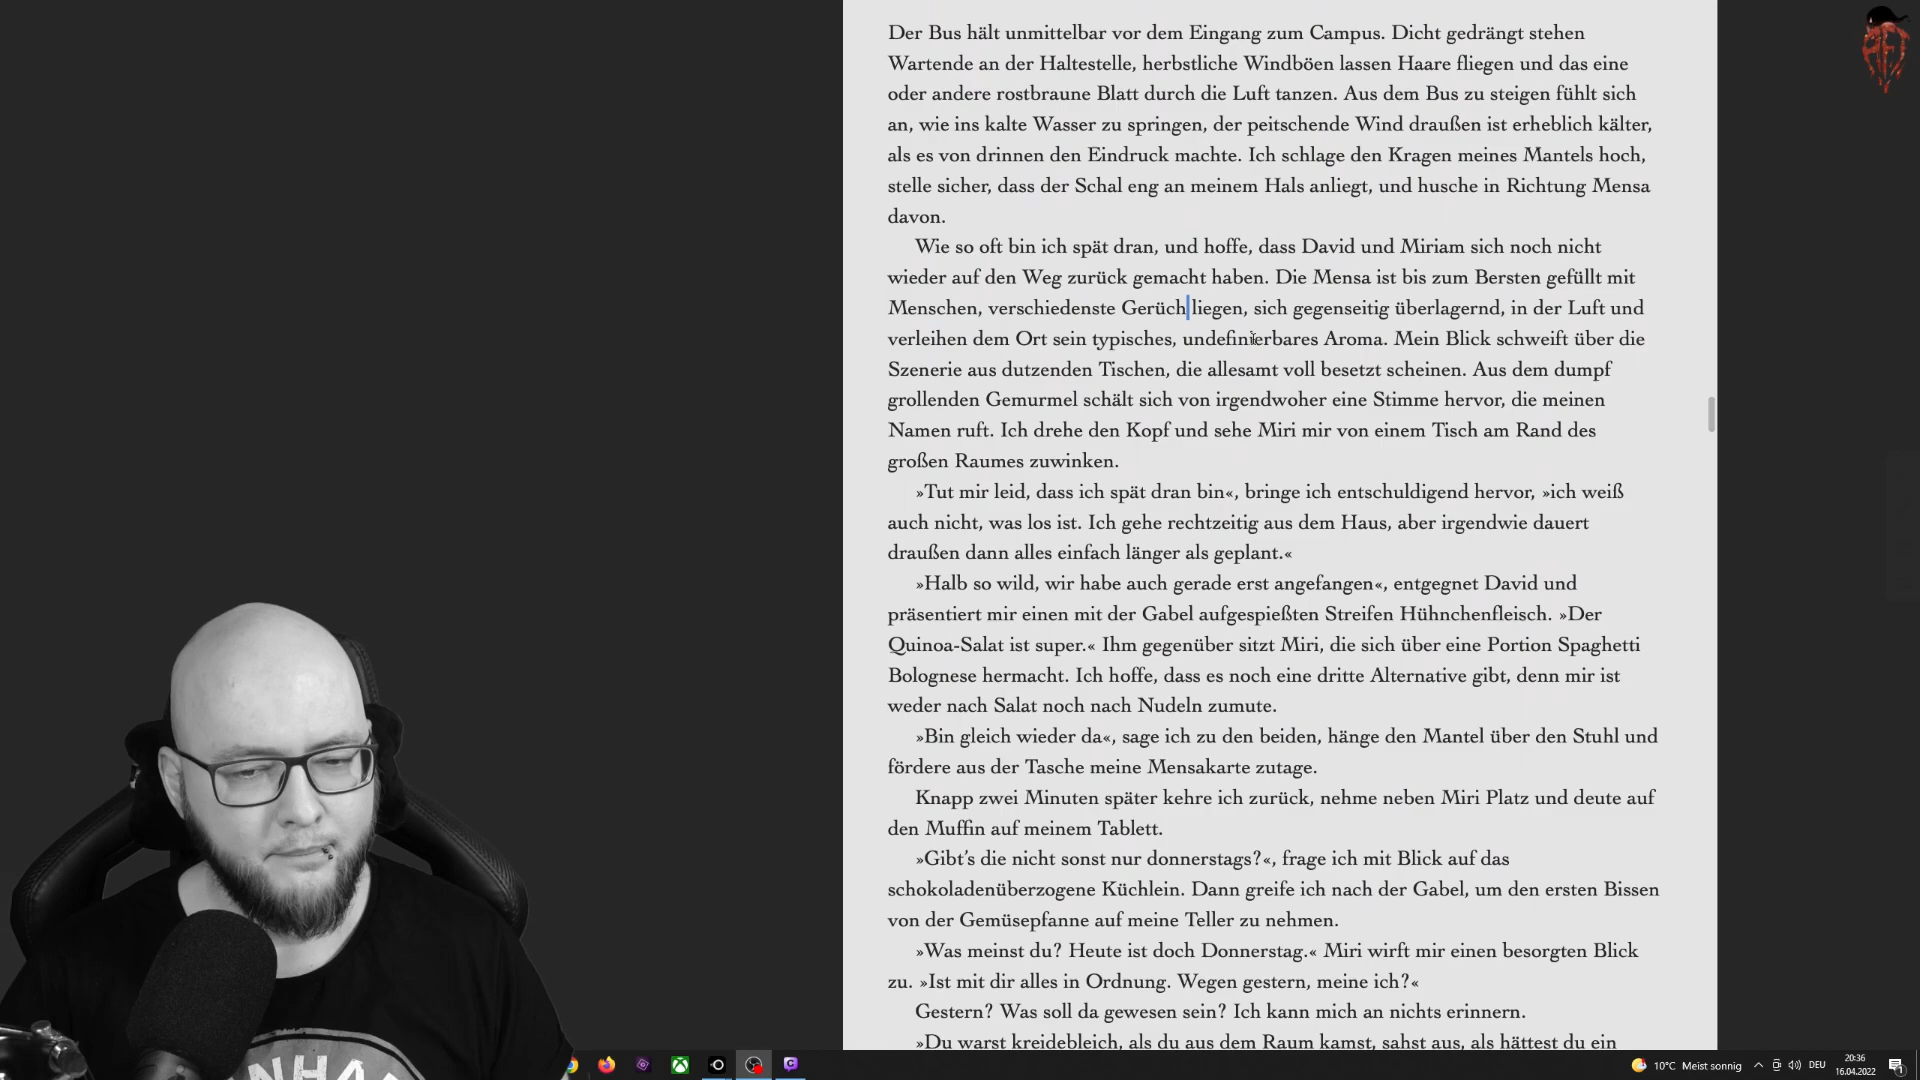 Der Bus hält unmittelbar vor dem Eingang zum Campus. Dicht gedrängt stehen
Wartende an der Haltestelle, herbstliche Windböen lassen Haare fliegen und das eine
oder andere rostbraune Blatt durch die Luft tanzen. Aus dem Bus zu steigen fühlt sich
an, wie ins kalte Wasser zu springen, der peitschende Wind draußen ist erheblich kälter,
als es von drinnen den Eindruck machte. Ich schlage den Kragen meines Mantels hoch,
stelle sicher, dass der Schal eng an meinem Hals anliegt, und husche in Richtung Mensa
davon.
Wie so oft bin ich spät dran, und hoffe, dass David und Miriam sich noch nicht
wieder auf den Weg zurück gemacht haben. Die Mensa ist bis zum Bersten gefüllt mit
Menschen, verschiedenste Gerüch liegen, sich gegenseitig überlagernd, in der Luft und
verleihen dem Ort sein typisches, undefinierbares Aroma. Mein Blick schweift über die
Szenerie aus dutzenden Tischen, die allesamt voll besetzt scheinen. Aus dem dumpf
grollenden Gemurmel schält sich von irgendwoher eine Stimme hervor, die meinen
Namen ruft. Ich drehe den Kopf und sehe Miri mir von einem Tisch am Rand des
großen Raumes zuwinken.
»Tut mir leid, dass ich spät dran bin«, bringe ich entschuldigend hervor, »ich weiß
auch nicht, was los ist. Ich gehe rechtzeitig aus dem Haus, aber irgendwie dauert
draußen dann alles einfach länger als geplant.«
»Halb so wild, wir habe auch gerade erst angefangen«, entgegnet David und
präsentiert mir einen mit der Gabel aufgespießten Streifen Hühnchenfleisch. »Der
Quinoa-Salat ist super.« Ihm gegenüber sitzt Miri, die sich über eine Portion Spaghetti
Bolognese hermacht. Ich hoffe, dass es noch eine dritte Alternative gibt, denn mir ist
weder nach Salat noch nach Nudeln zumute.
»Bin gleich wieder da«, sage ich zu den beiden, hänge den Mantel über den Stuhl und
fördere aus der Tasche meine Mensakarte zutage.
Knapp zwei Minuten später kehre ich zurück, nehme neben Miri Platz und deute auf
den Muffin auf meinem Tablett.
»Gibt's die nicht sonst nur donnerstags?«, frage ich mit Blick auf das
schokoladenüberzogene Küchlein. Dann greife ich nach der Gabel, um den ersten Bissen
von der Gemüsepfanne auf meine Teller zu nehmen.
»Was meinst du? Heute ist doch Donnerstag.« Miri wirft mir einen besorgten Blick
zu. »Ist mit dir alles in Ordnung. Wegen gestern, meine ich?«
Gestern? Was soll da gewesen sein? Ich kann mich an nichts erinnern.
»Du warst kreidebleich, als du aus dem Raum kamst, sahst aus, als hättest du ein
10°C Meist sonnig
DEU
20:36
16.04.2022